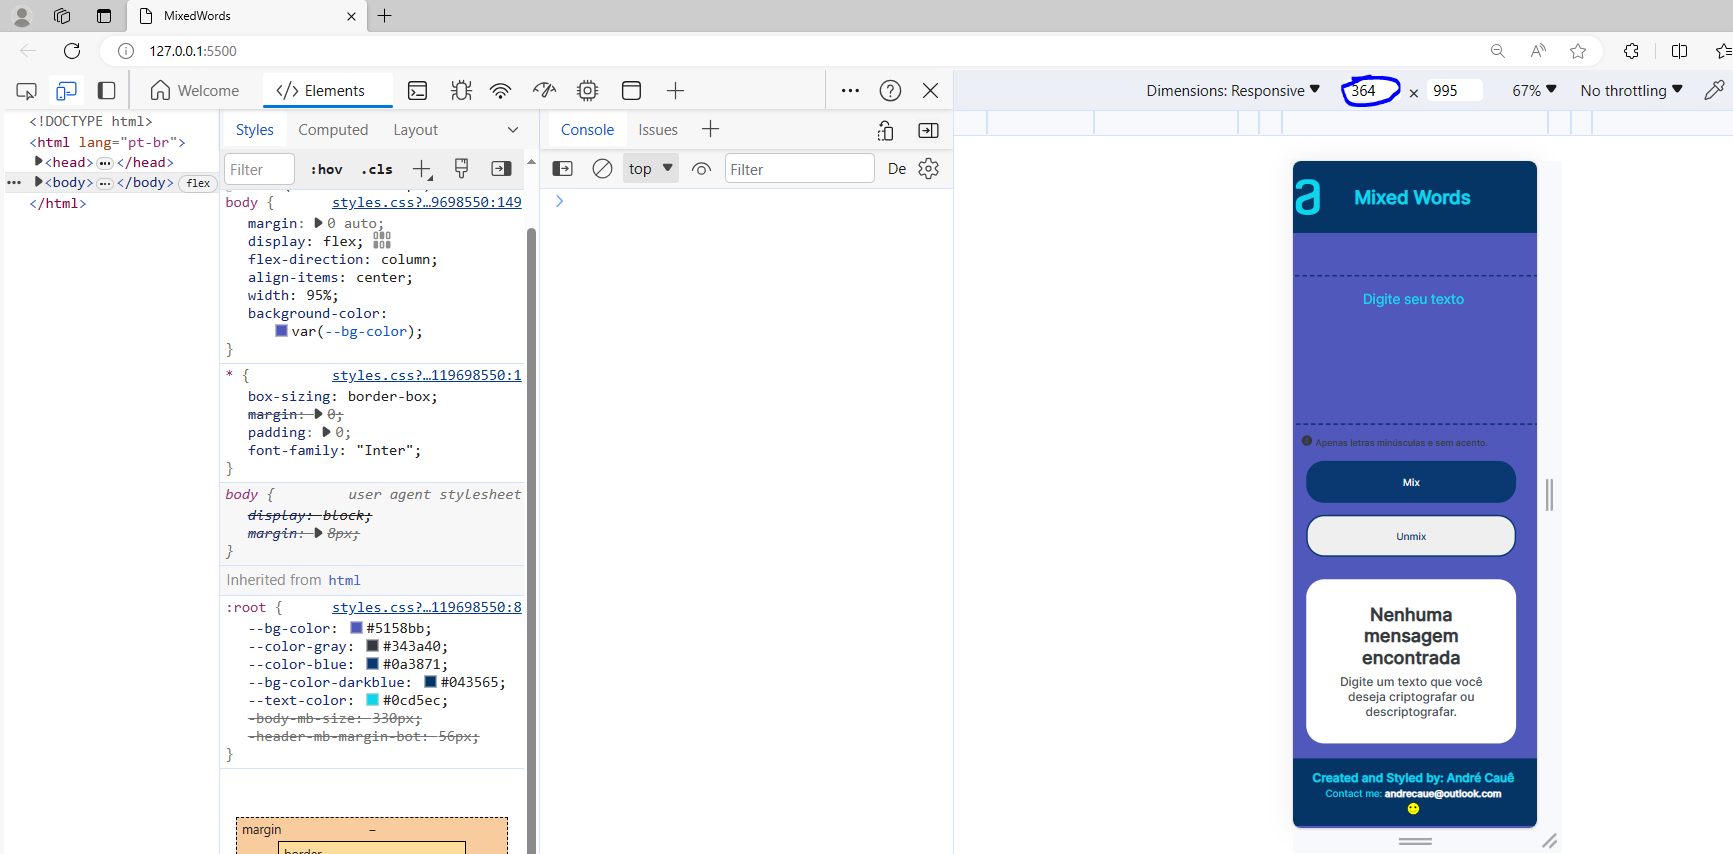 MixedWords
127.0.0.1:5500
Welcome
Elements
Dimensions: Responsive
364
×
995
67%
No throttling
<!DOCTYPE html>
<html lang="pt-br">
<head> ⋯ </head>
<body> ⋯ </body> flex
</html>
Styles
Computed
Layout
Filter
:hov
.cls
body {
styles.css?…9698550:149
margin: 0 auto;
display: flex;
flex-direction: column;
align-items: center;
width: 95%;
background-color:
var(--bg-color);
}
* {
styles.css?…119698550:1
box-sizing: border-box;
margin: 0;
padding: 0;
font-family: "Inter";
}
body {
user agent stylesheet
display: block;
margin: 8px;
}
Inherited from html
:root {
styles.css?…119698550:8
--bg-color: #5158bb;
--color-gray: #343a40;
--color-blue: #0a3871;
--bg-color-darkblue: #043565;
--text-color: #0cd5ec;
-body-mb-size: 330px;
-header-mb-margin-bot: 56px;
}
margin
–
border
Console
Issues
top
Filter
De
a
Mixed Words
Digite seu texto
Apenas letras minúsculas e sem acento.
Mix
Unmix
Nenhuma
mensagem
encontrada
Digite um texto que você
deseja criptografar ou
descriptografar.
Created and Styled by: André Cauê
Contact me: andrecaue@outlook.com